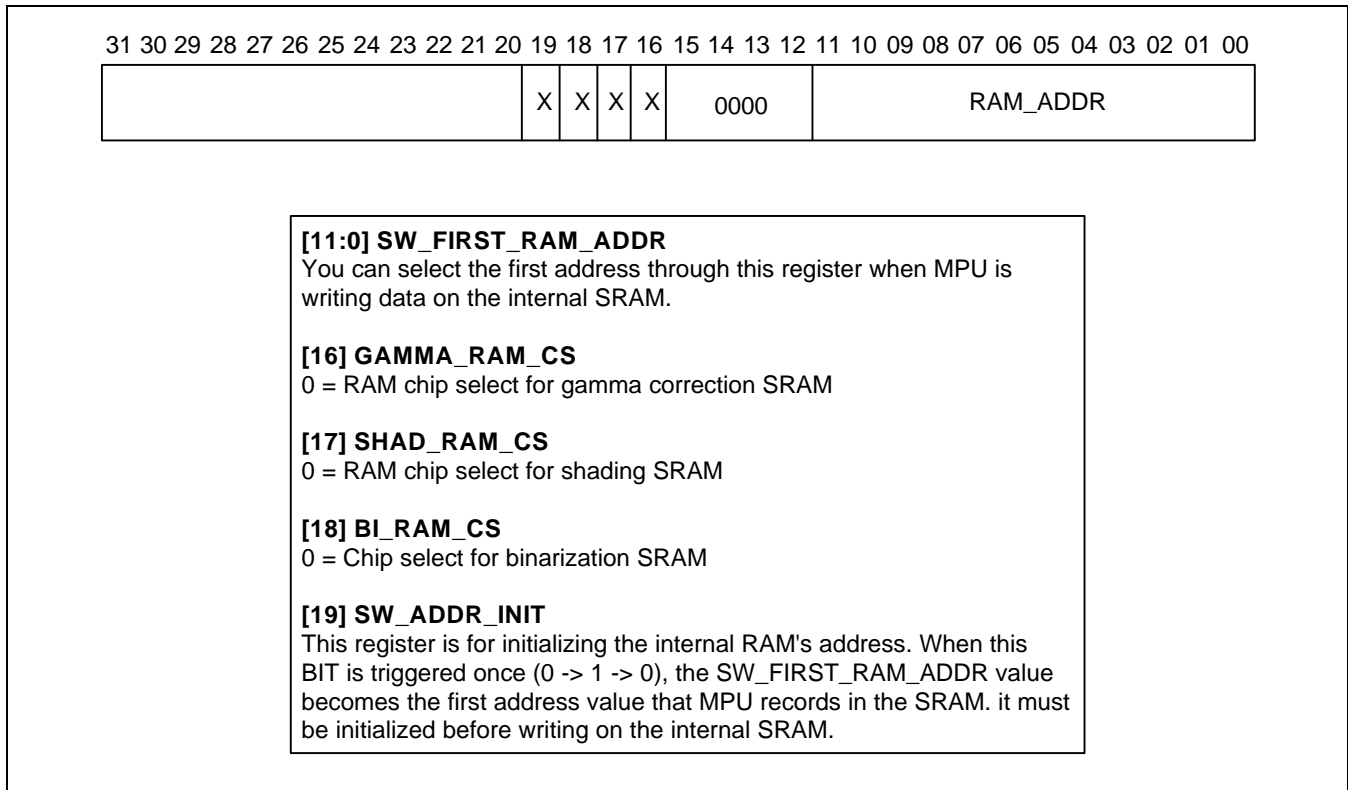 31 30 29 28 27 26 25 24 23 22 21 20 19 18 17 16 15 14 13 12 11 10 09 08 07 06 05 04 03 02 01 00
X X X X 0000 RAM_ADDR
[11:0] SW_FIRST_RAM_ADDR
You can select the first address through this register when MPU is
writing data on the internal SRAM.
[16] GAMMA_RAM_CS
0 = RAM chip select for gamma correction SRAM
[17] SHAD_RAM_CS
0 = RAM chip select for shading SRAM
[18] BI_RAM_CS
0 = Chip select for binarization SRAM
[19] SW_ADDR_INIT
This register is for initializing the internal RAM's address. When this
BIT is triggered once (0 -> 1 -> 0), the SW_FIRST_RAM_ADDR value
becomes the first address value that MPU records in the SRAM. it must
be initialized before writing on the internal SRAM.